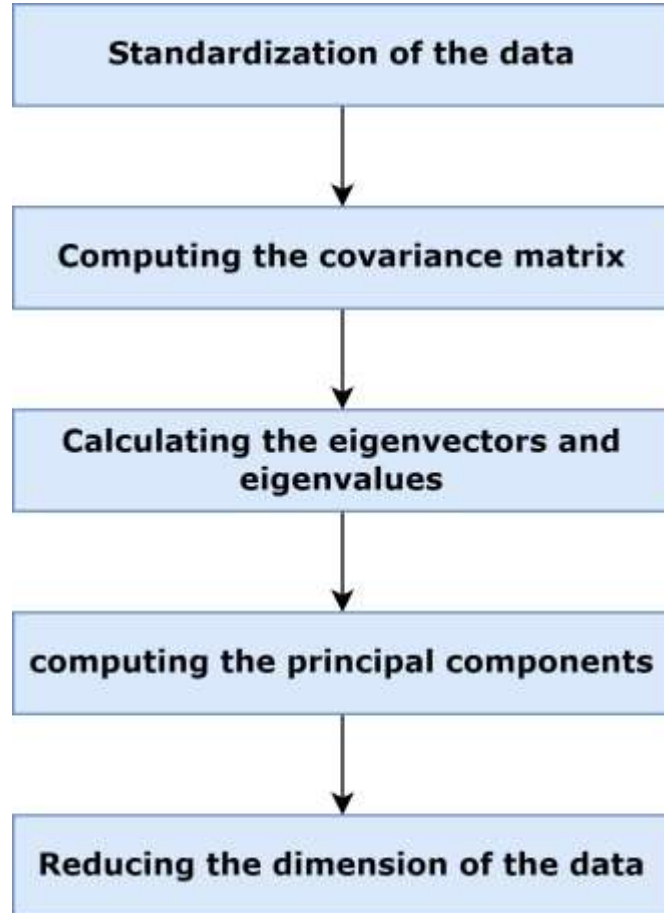 Standardization of the data
Computing the covariance matrix
Calculating the eigenvectors and
eigenvalues
computing the principal components
Reducing the dimension of the data